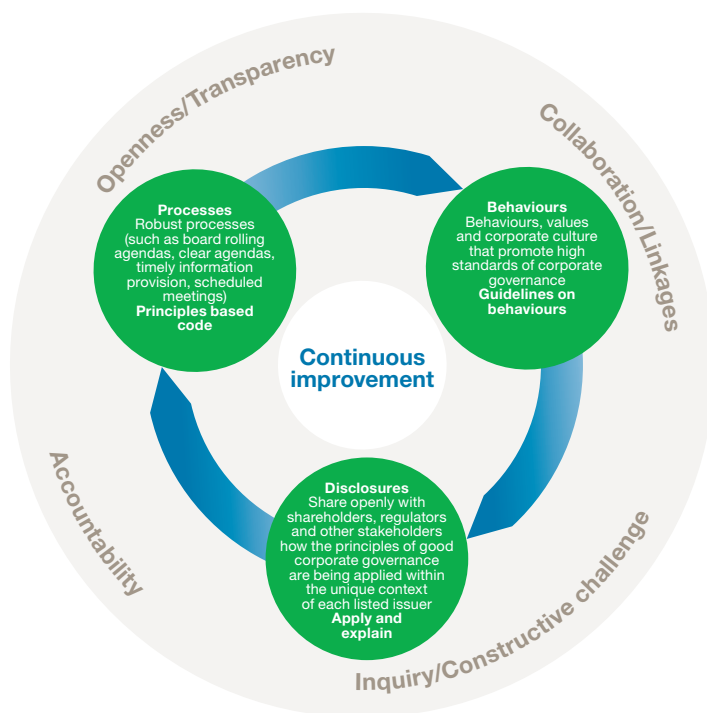 Openness/Transparency
Collaboration/Linkages
Processes
Robust processes
(such as board rolling
agendas, clear agendas,
timely information
provision, scheduled
meetings)
Principles based
code
Behaviours
Behaviours, values
and corporate culture
that promote high
standards of corporate
governance
Guidelines on
behaviours
Continuous
improvement
Disclosures
Share openly with
shareholders, regulators
and other stakeholders
how the principles of good
corporate governance
are being applied within
the unique context
of each listed issuer
Apply and
explain
Accountability
Inquiry/Constructive challenge